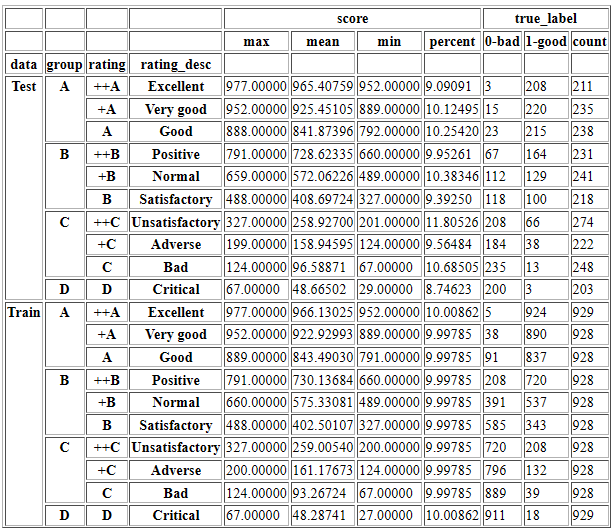 score true_label
max mean min percent 0-bad 1-good count
data group rating rating_desc
Test A ++A Excellent 977.00000 965.40759 952.00000 9.09091 3 208 211
+A Very good 952.00000 925.45105 889.00000 10.12495 15 220 235
A Good 888.00000 841.87396 792.00000 10.25420 23 215 238
B ++B Positive 791.00000 728.62335 660.00000 9.95261 67 164 231
+B Normal 659.00000 572.06226 489.00000 10.38346 112 129 241
B Satisfactory 488.00000 408.69724 327.00000 9.39250 118 100 218
C ++C Unsatisfactory 327.00000 258.92700 201.00000 11.80526 208 66 274
+C Adverse 199.00000 158.94595 124.00000 9.56484 184 38 222
C Bad 124.00000 96.58871 67.00000 10.68505 235 13 248
D D Critical 67.00000 48.66502 29.00000 8.74623 200 3 203
Train A ++A Excellent 977.00000 966.13025 952.00000 10.00862 5 924 929
+A Very good 952.00000 922.92993 889.00000 9.99785 38 890 928
A Good 889.00000 843.49030 791.00000 9.99785 91 837 928
B ++B Positive 791.00000 730.13684 660.00000 9.99785 208 720 928
+B Normal 660.00000 575.33081 489.00000 9.99785 391 537 928
B Satisfactory 488.00000 402.50107 327.00000 9.99785 585 343 928
C ++C Unsatisfactory 327.00000 259.00540 200.00000 9.99785 720 208 928
+C Adverse 200.00000 161.17673 124.00000 9.99785 796 132 928
C Bad 124.00000 93.26724 67.00000 9.99785 889 39 928
D D Critical 67.00000 48.28741 27.00000 10.00862 911 18 929